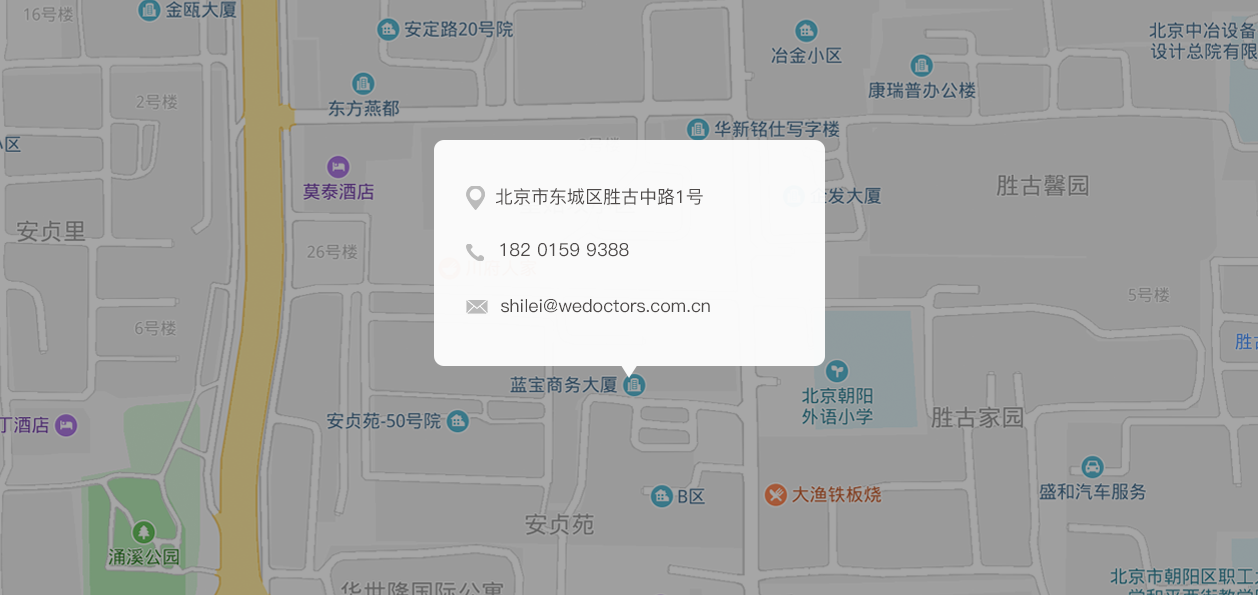 16号楼
金瓯大厦
安定路20号院
冶金小区
北京中冶设备
设计总院有限
康瑞普办公楼
2号楼
东方燕都
华新铭仕写字楼
小区
莫泰酒店
胜古馨园
北京市东城区胜古中路1号
发大厦
安贞里
26号楼
182 0159 9388
5号楼
shilei@wedoctors.com.cn
6号楼
胜古
蓝宝商务大厦
北京朝阳
外语小学
丁酒店
安贞苑-50号院
胜古家园
B区
大渔铁板烧
盛和汽车服务
安贞苑
涌溪公园
北京市朝阳区职工
华世隆国际公寓